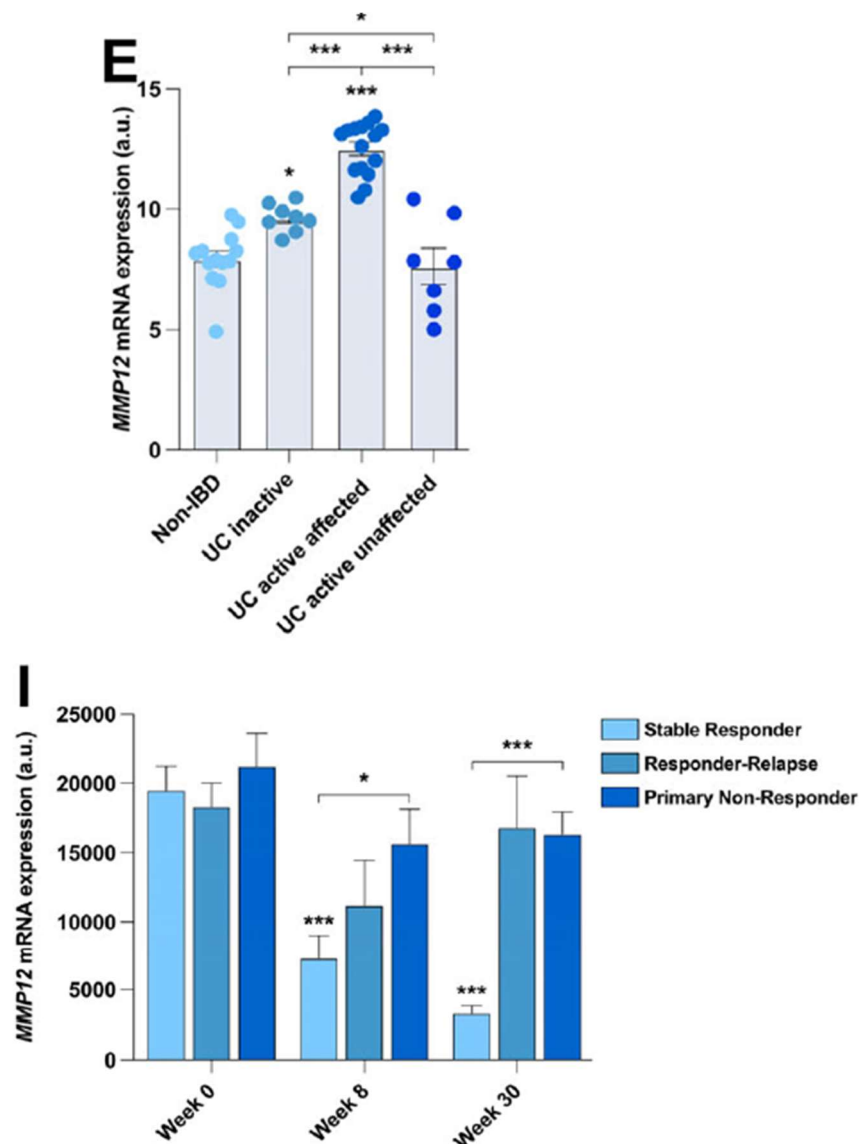 E
*
*** ***
***
*
MMP12 mRNA expression (a.u.)
15
10
5
0
Non-IBD
UC inactive
UC active affected
UC active unaffected
I
MMP12 mRNA expression (a.u.)
25000
20000
15000
10000
5000
0
*
***
***
***
Week 0
Week 8
Week 30
Stable Responder
Responder-Relapse
Primary Non-Responder